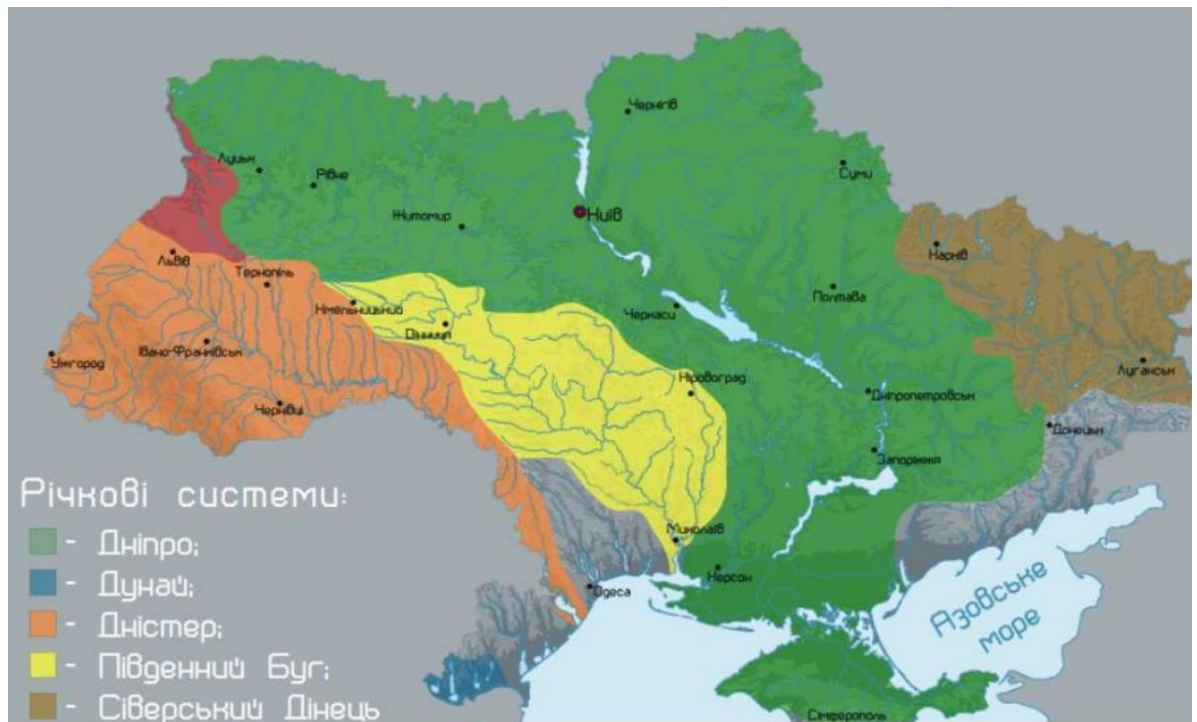 Чернігів
Луцьк
Рівне
Суми
Житомир
Київ
Харків
Львів
Тернопіль
Хмельницький
Полтава
Черкаси
Вінниця
Івано-Франківськ
Ужгород
Луганськ
Кіровоград
Дніпропетровськ
Чернівці
Донецьк
Запоріжжя
Річкові системи:
- Дніпро;
Миколаїв
Херсон
- Дунай;
Одеса
Азовське
море
- Дністер;
- Південний Буг;
- Сіверський Дінець
Сімферополь